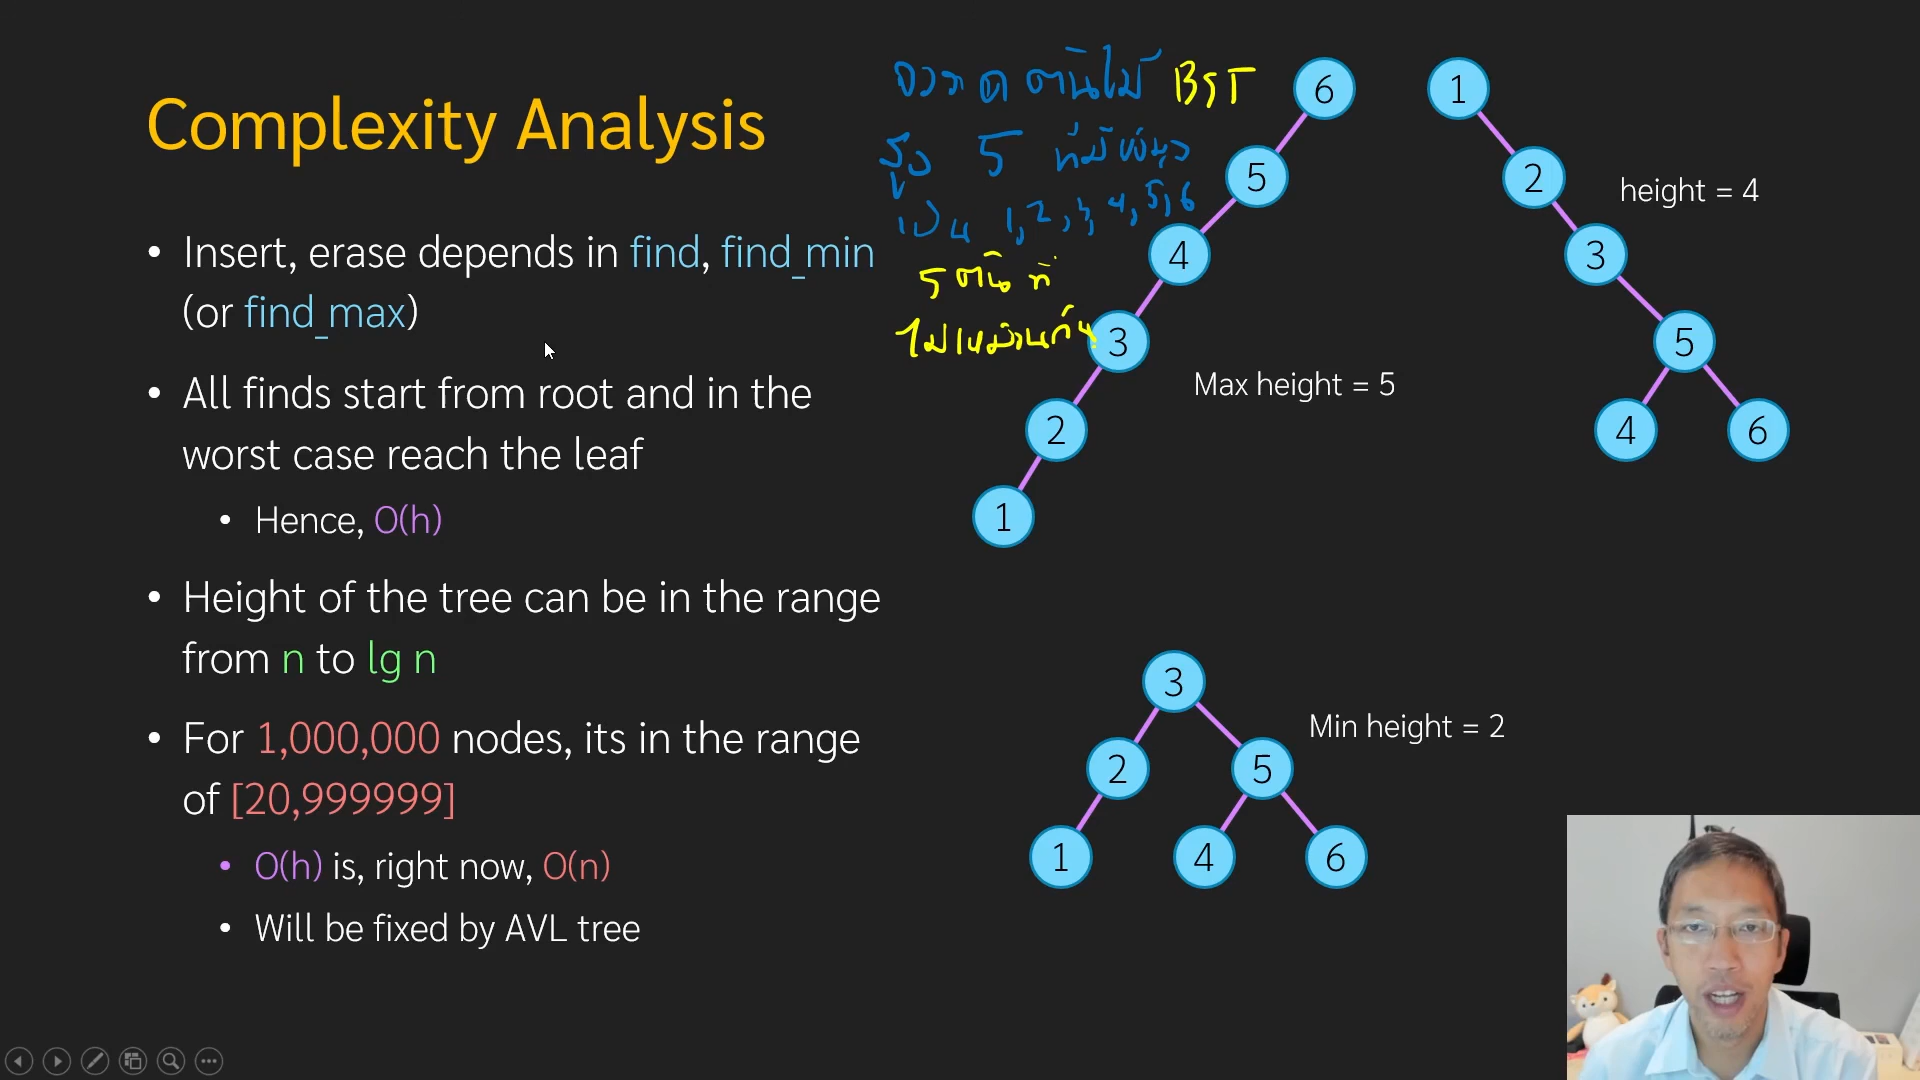 Complexity Analysis
• Insert, erase depends in find, find_min
(or find_max)
• All finds start from root and in the
worst case reach the leaf
• Hence, O(h)
• Height of the tree can be in the range
from n to lg n
• For 1,000,000 nodes, its in the range
of [20,999999]
• O(h) is, right now, O(n)
• Will be fixed by AVL tree
จงวาด ต้นไม้ BST
สูง 5 ที่มี
เป็น 1,2,3,4,5,6
5 ต้น ที่
ไม่เหมือนกัน
6
5
4
3
2
1
Max height = 5
1
2
3
5
4 6
height = 4
3
2 5
1 4 6
Min height = 2